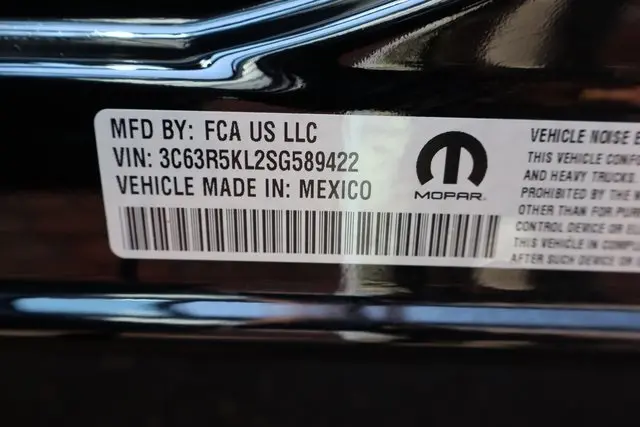 MFD BY: FCA US LLC
VIN: 3C63R5KL2SG589422
VEHICLE MADE IN: MEXICO
MOPAR
VEHICLE NOISE E
THIS VEHICLE CONFO
AND HEAVY TRUCKS.
PROHIBITED BY THE
OTHER THAN FOR PUR
CONTROL DEVICE OR EL
THIS VEHICLE IN COMPL
AFTER SUCH DEVICE OR